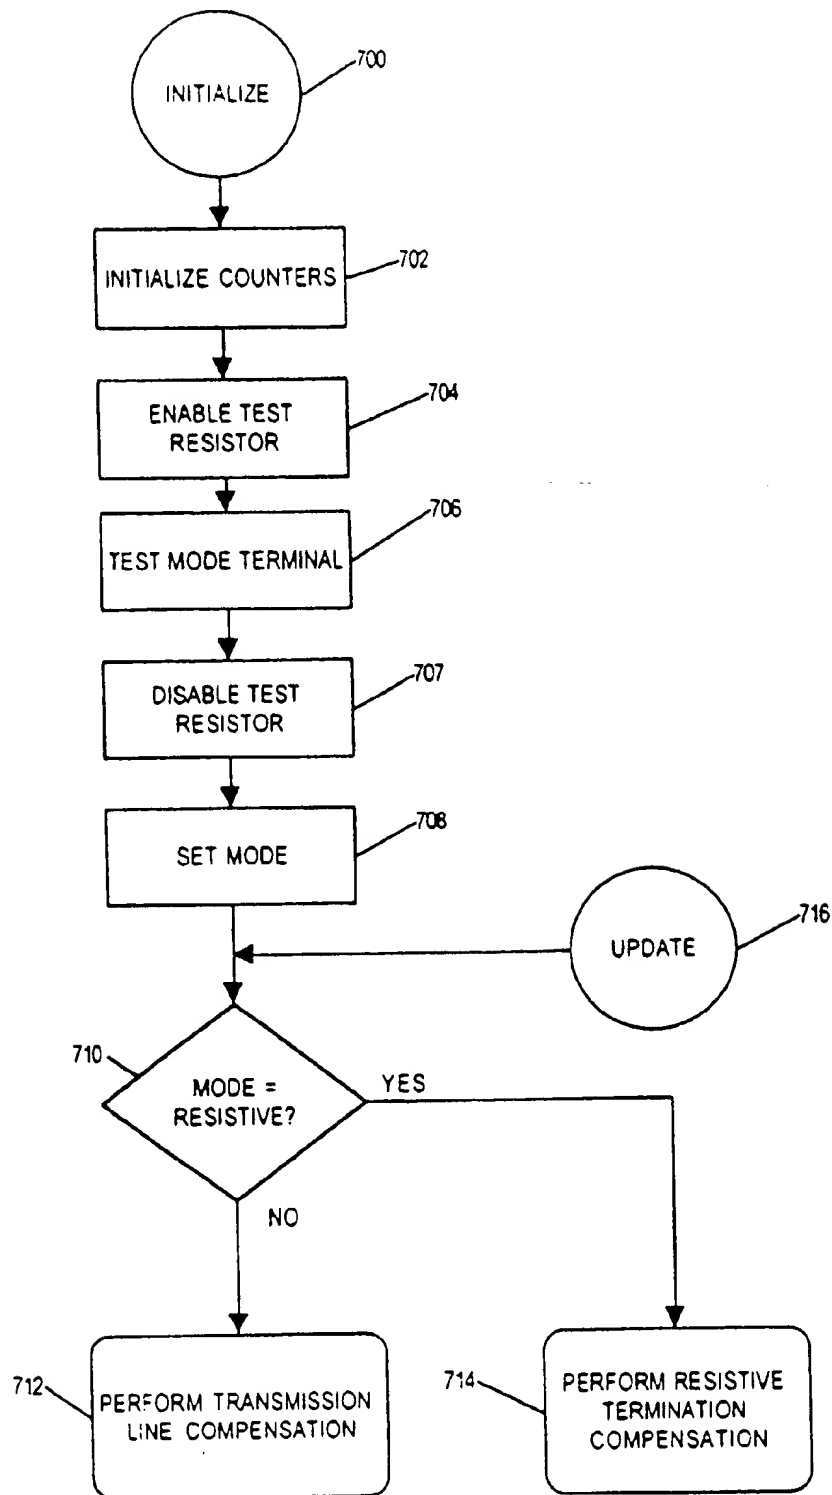 700
INITIALIZE
702
INITIALIZE COUNTERS
704
ENABLE TEST
RESISTOR
706
TEST MODE TERMINAL
707
DISABLE TEST
RESISTOR
708
SET MODE
716
UPDATE
710
MODE =
RESISTIVE?
YES
NO
712
PERFORM TRANSMISSION
LINE COMPENSATION
714
PERFORM RESISTIVE
TERMINATION
COMPENSATION